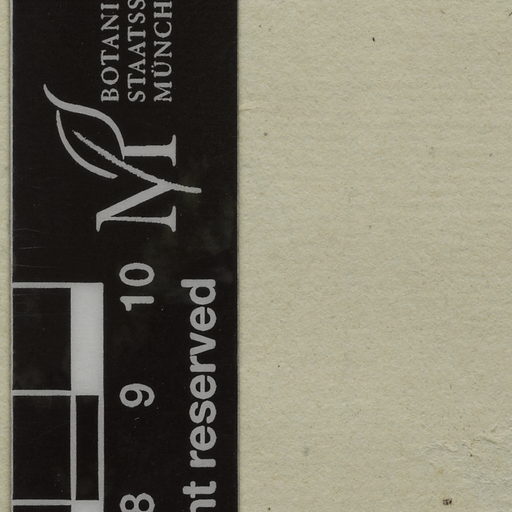 BOTANI
STAATSS
MÜNCH
M
10
9
8
nt reserved